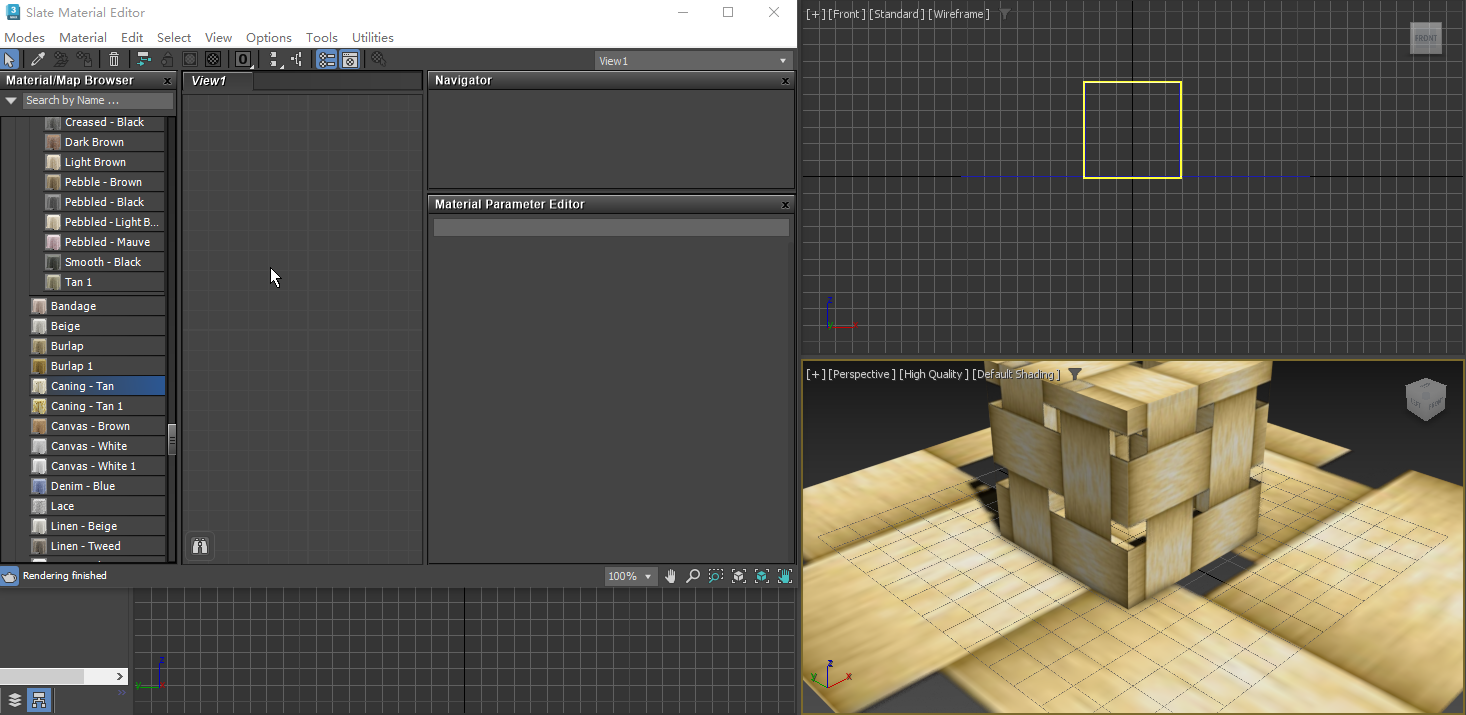 Slate Material Editor
Modes Material Edit Select View Options Tools Utilities
View1
Material/Map Browser x
Search by Name ...
Creased - Black
Dark Brown
Light Brown
Pebble - Brown
Pebbled - Black
Pebbled - Light B...
Pebbled - Mauve
Smooth - Black
Tan 1
Bandage
Beige
Burlap
Burlap 1
Caning - Tan
Caning - Tan 1
Canvas - Brown
Canvas - White
Canvas - White 1
Denim - Blue
Lace
Linen - Beige
Linen - Tweed
Rendering finished
View1
Navigator x
Material Parameter Editor x
100%
z
y
x
[+] [Front ] [Standard ] [Wireframe ]
FRONT
z
y
x
[+] [Perspective ] [High Quality ] [Default Shading ]
FRONT
z
y
x